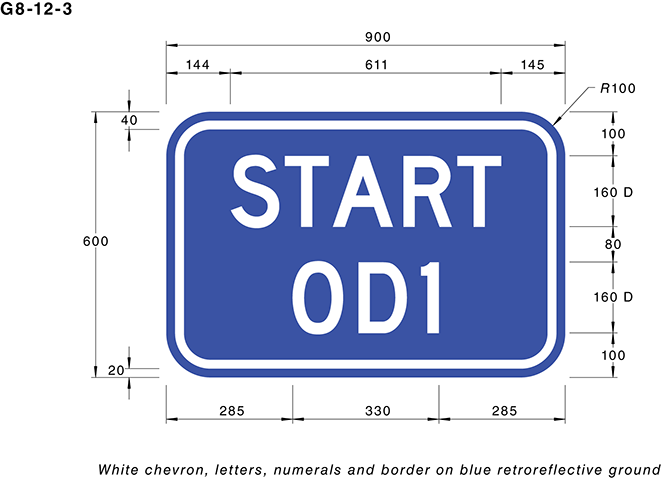 G8-12-3
900
144 611 145
R100
40
100
START
160 D
600
80
OD1
160 D
20
100
285 330 285
White chevron, letters, numerals and border on blue retroreflective ground